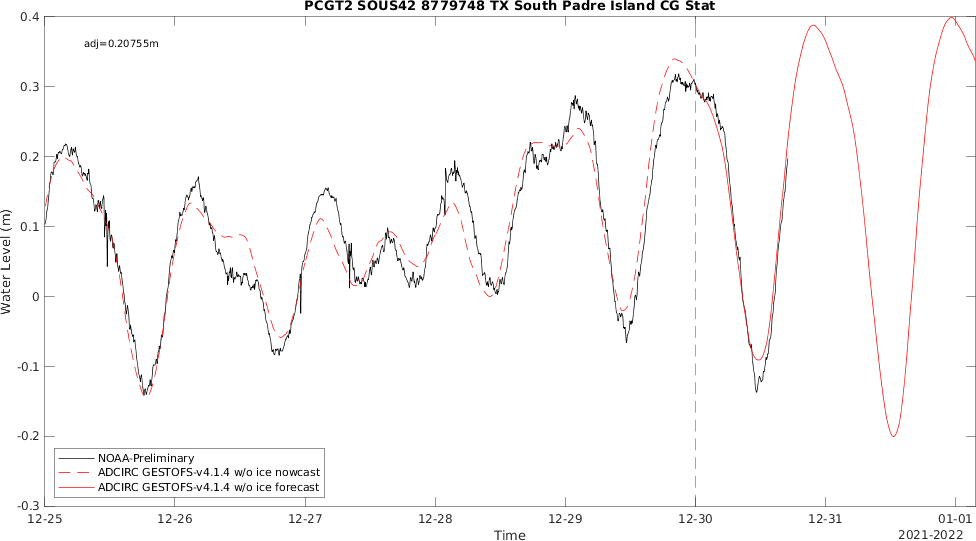 PCGT2 SOUS42 8779748 TX South Padre Island CG Stat
adj=0.20755m
0.4
0.3
0.2
0.1
0
-0.1
-0.2
-0.3
Water Level (m)
NOAA-Preliminary
ADCIRC GESTOFS-v4.1.4 w/o ice nowcast
ADCIRC GESTOFS-v4.1.4 w/o ice forecast
12-25 12-26 12-27 12-28 12-29 12-30 12-31 01-01
Time
2021-2022